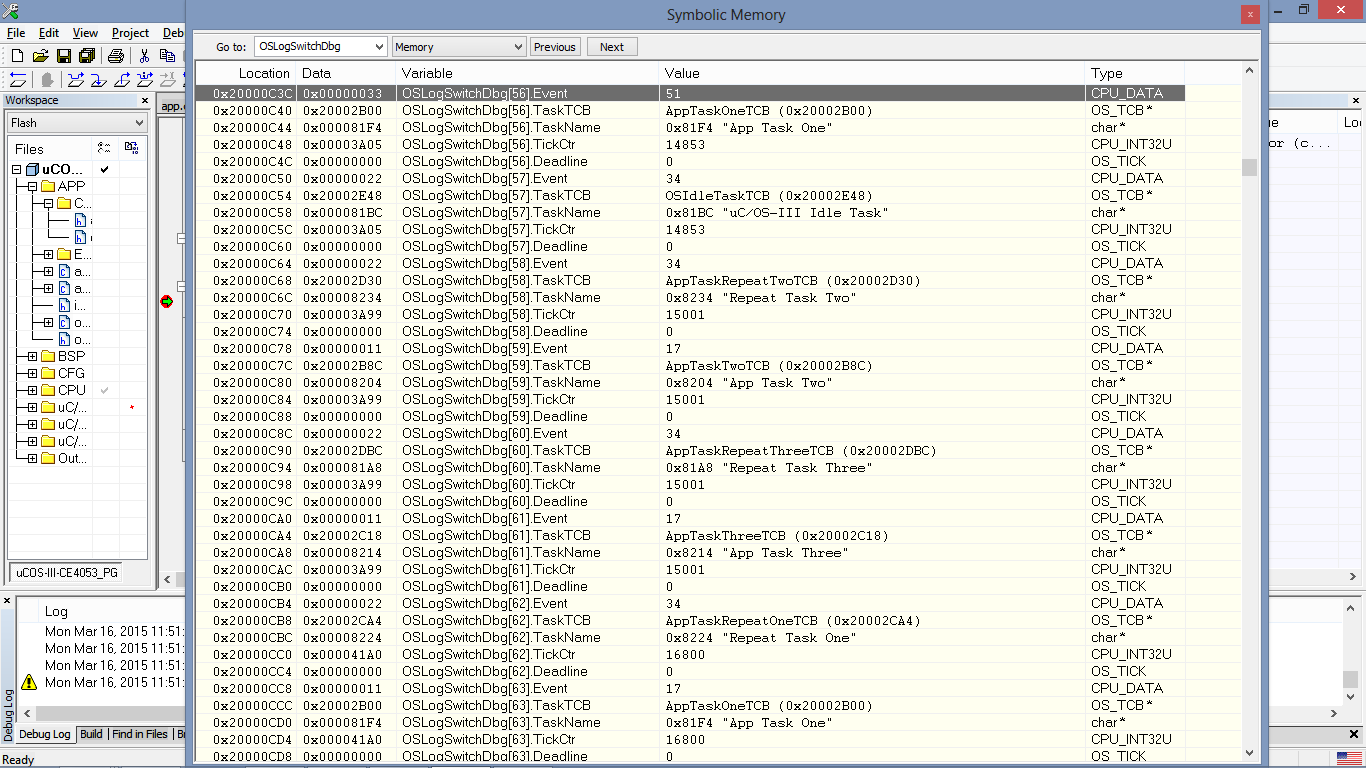 Symbolic Memory
File Edit View Project Deb
Go to: OSLogSwitchDbg Memory Previous Next
Workspace
Flash
Files
uCO...
APP
C...
E...
a...
a...
i...
o...
o...
BSP
CFG
CPU
uC/...
uC/...
uC/...
Out...
uCOS-III-CE4053_PG
app.c
Location Data Variable Value Type
0x20000C3C 0x00000033 OSLogSwitchDbg[56].Event 51 CPU_DATA
0x20000C40 0x20002B00 OSLogSwitchDbg[56].TaskTCB AppTaskOneTCB (0x20002B00) OS_TCB*
0x20000C44 0x000081F4 OSLogSwitchDbg[56].TaskName 0x81F4 "App Task One" char*
0x20000C48 0x00003A05 OSLogSwitchDbg[56].TickCtr 14853 CPU_INT32U
0x20000C4C 0x00000000 OSLogSwitchDbg[56].Deadline 0 OS_TICK
0x20000C50 0x00000022 OSLogSwitchDbg[57].Event 34 CPU_DATA
0x20000C54 0x20002E48 OSLogSwitchDbg[57].TaskTCB OSIdleTaskTCB (0x20002E48) OS_TCB*
0x20000C58 0x000081BC OSLogSwitchDbg[57].TaskName 0x81BC "uC/OS-III Idle Task" char*
0x20000C5C 0x00003A05 OSLogSwitchDbg[57].TickCtr 14853 CPU_INT32U
0x20000C60 0x00000000 OSLogSwitchDbg[57].Deadline 0 OS_TICK
0x20000C64 0x00000022 OSLogSwitchDbg[58].Event 34 CPU_DATA
0x20000C68 0x20002D30 OSLogSwitchDbg[58].TaskTCB AppTaskRepeatTwoTCB (0x20002D30) OS_TCB*
0x20000C6C 0x00008234 OSLogSwitchDbg[58].TaskName 0x8234 "Repeat Task Two" char*
0x20000C70 0x00003A99 OSLogSwitchDbg[58].TickCtr 15001 CPU_INT32U
0x20000C74 0x00000000 OSLogSwitchDbg[58].Deadline 0 OS_TICK
0x20000C78 0x00000011 OSLogSwitchDbg[59].Event 17 CPU_DATA
0x20000C7C 0x20002B8C OSLogSwitchDbg[59].TaskTCB AppTaskTwoTCB (0x20002B8C) OS_TCB*
0x20000C80 0x00008204 OSLogSwitchDbg[59].TaskName 0x8204 "App Task Two" char*
0x20000C84 0x00003A99 OSLogSwitchDbg[59].TickCtr 15001 CPU_INT32U
0x20000C88 0x00000000 OSLogSwitchDbg[59].Deadline 0 OS_TICK
0x20000C8C 0x00000022 OSLogSwitchDbg[60].Event 34 CPU_DATA
0x20000C90 0x20002DBC OSLogSwitchDbg[60].TaskTCB AppTaskRepeatThreeTCB (0x20002DBC) OS_TCB*
0x20000C94 0x000081A8 OSLogSwitchDbg[60].TaskName 0x81A8 "Repeat Task Three" char*
0x20000C98 0x00003A99 OSLogSwitchDbg[60].TickCtr 15001 CPU_INT32U
0x20000C9C 0x00000000 OSLogSwitchDbg[60].Deadline 0 OS_TICK
0x20000CA0 0x00000011 OSLogSwitchDbg[61].Event 17 CPU_DATA
0x20000CA4 0x20002C18 OSLogSwitchDbg[61].TaskTCB AppTaskThreeTCB (0x20002C18) OS_TCB*
0x20000CA8 0x00008214 OSLogSwitchDbg[61].TaskName 0x8214 "App Task Three" char*
0x20000CAC 0x00003A99 OSLogSwitchDbg[61].TickCtr 15001 CPU_INT32U
0x20000CB0 0x00000000 OSLogSwitchDbg[61].Deadline 0 OS_TICK
0x20000CB4 0x00000022 OSLogSwitchDbg[62].Event 34 CPU_DATA
0x20000CB8 0x20002CA4 OSLogSwitchDbg[62].TaskTCB AppTaskRepeatOneTCB (0x20002CA4) OS_TCB*
0x20000CBC 0x00008224 OSLogSwitchDbg[62].TaskName 0x8224 "Repeat Task One" char*
0x20000CC0 0x000041A0 OSLogSwitchDbg[62].TickCtr 16800 CPU_INT32U
0x20000CC4 0x00000000 OSLogSwitchDbg[62].Deadline 0 OS_TICK
0x20000CC8 0x00000011 OSLogSwitchDbg[63].Event 17 CPU_DATA
0x20000CCC 0x20002B00 OSLogSwitchDbg[63].TaskTCB AppTaskOneTCB (0x20002B00) OS_TCB*
0x20000CD0 0x000081F4 OSLogSwitchDbg[63].TaskName 0x81F4 "App Task One" char*
0x20000CD4 0x000041A0 OSLogSwitchDbg[63].TickCtr 16800 CPU_INT32U
0x20000CD8 0x00000000 OSLogSwitchDbg[63].Deadline 0 OS_TICK
ue Lo
or (c...
Log
Mon Mar 16, 2015 11:51:
Mon Mar 16, 2015 11:51:
Mon Mar 16, 2015 11:51:
Mon Mar 16, 2015 11:51:
Debug Log
Debug Log Build Find in Files Br
Ready